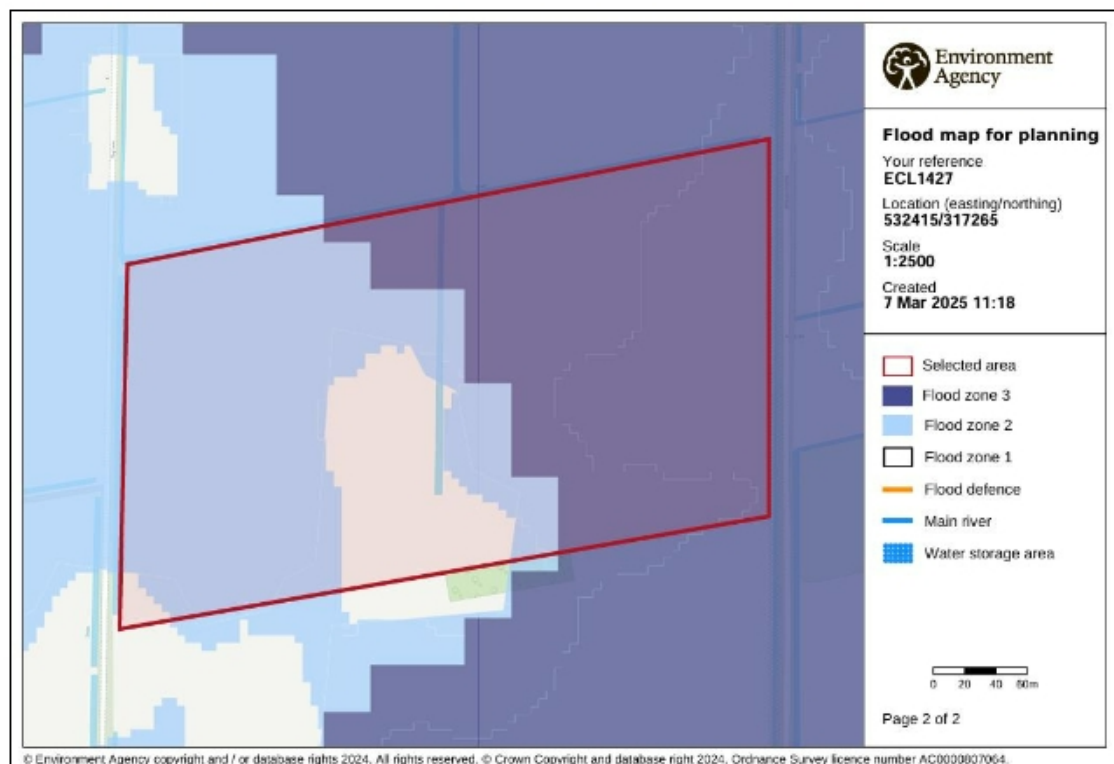 Environment
Agency
Flood map for planning
Your reference
ECL1427
Location (easting/northing)
532415/317265
Scale
1:2500
Created
7 Mar 2025 11:18
Selected area
Flood zone 3
Flood zone 2
Flood zone 1
Flood defence
Main river
Water storage area
0 20 40 60m
Page 2 of 2
© Environment Agency copyright and / or database rights 2024. All rights reserved. © Crown Copyright and database right 2024. Ordnance Survey licence number AC0000807064.